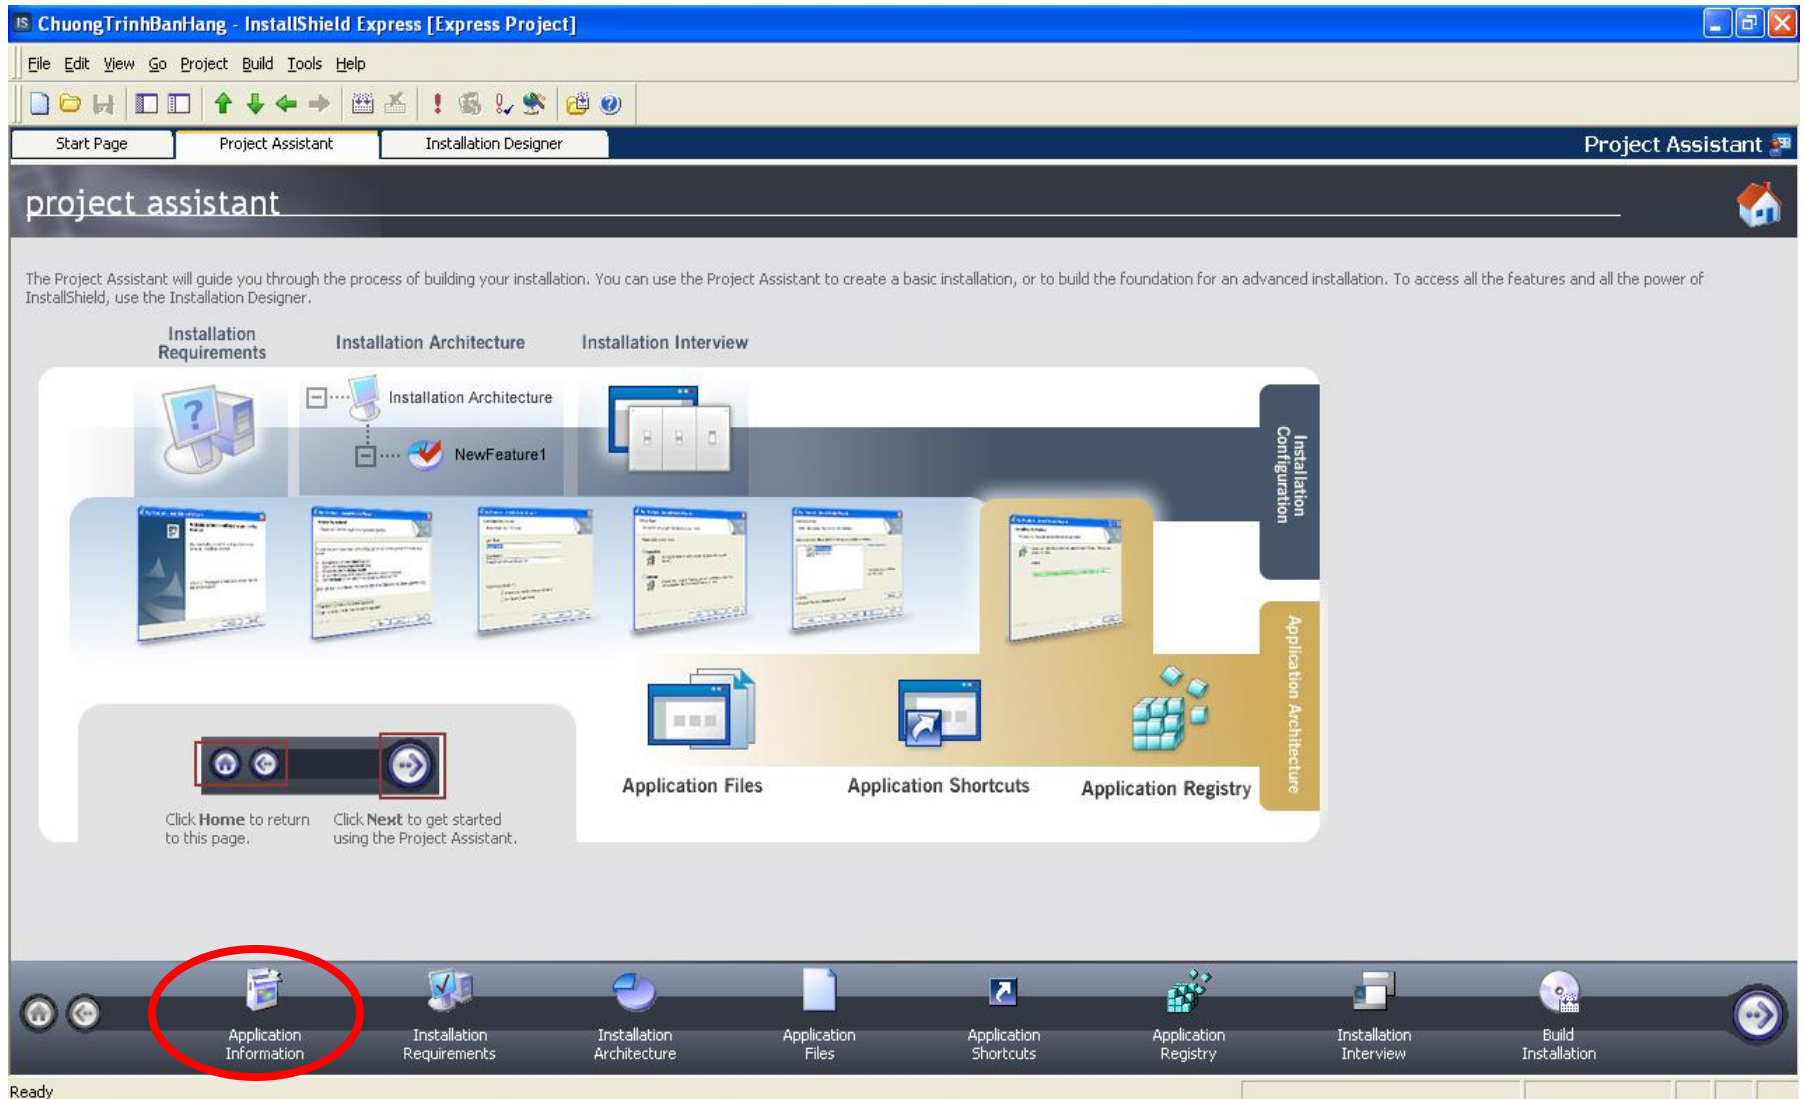 ChuongTrinhBanHang - InstallShield Express [Express Project]
File Edit View Go Project Build Tools Help
Start Page Project Assistant Installation Designer Project Assistant
project assistant
The Project Assistant will guide you through the process of building your installation. You can use the Project Assistant to create a basic installation, or to build the foundation for an advanced installation. To access all the features and all the power of
InstallShield, use the Installation Designer.
Installation
Requirements
Installation Architecture
Installation Interview
Installation Architecture
NewFeature1
Installation
Configuration
Application Architecture
Application Files
Application Shortcuts
Application Registry
Click Home to return
to this page.
Click Next to get started
using the Project Assistant.
Application
Information
Installation
Requirements
Installation
Architecture
Application
Files
Application
Shortcuts
Application
Registry
Installation
Interview
Build
Installation
Ready